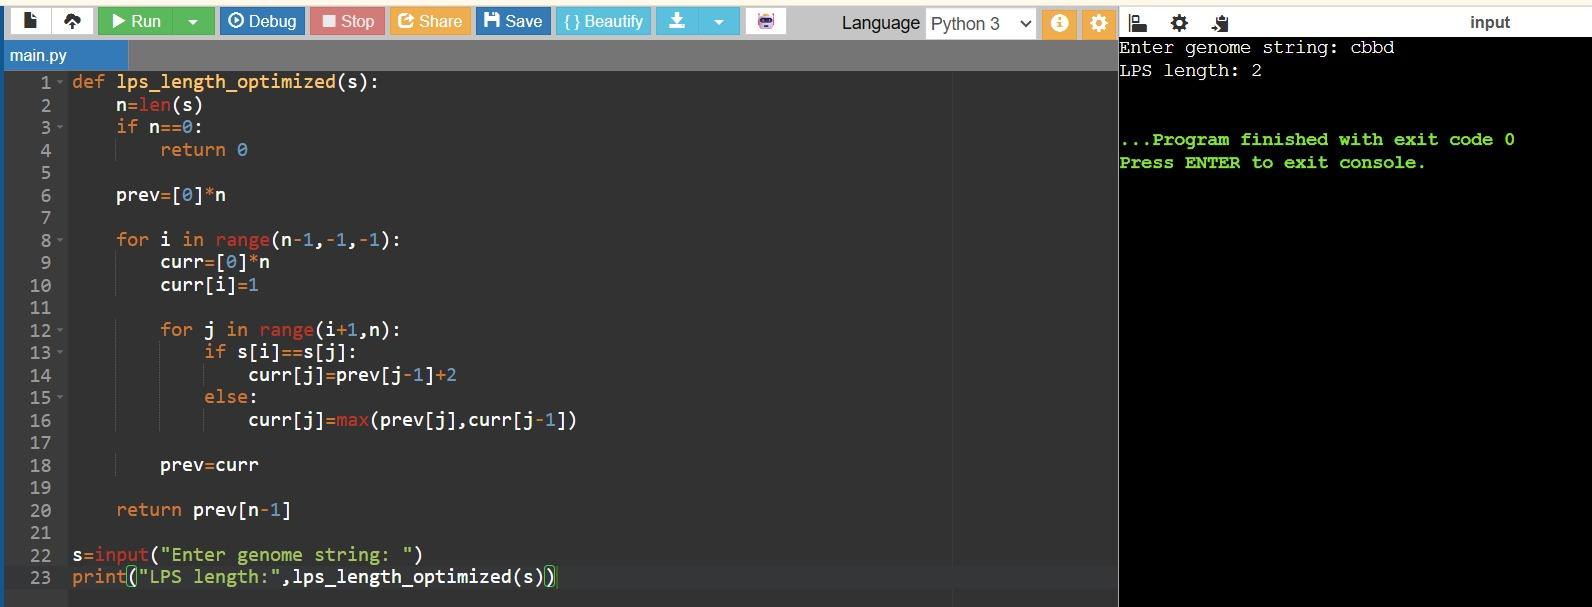 Run Debug Stop Share Save { } Beautify Language Python 3 input
main.py
1 def lps_length_optimized(s):
2     n=len(s)
3     if n==0:
4         return 0
5
6     prev=[0]*n
7
8     for i in range(n-1,-1,-1):
9         curr=[0]*n
10         curr[i]=1
11
12         for j in range(i+1,n):
13             if s[i]==s[j]:
14                 curr[j]=prev[j-1]+2
15             else:
16                 curr[j]=max(prev[j],curr[j-1])
17
18         prev=curr
19
20     return prev[n-1]
21
22 s=input("Enter genome string: ")
23 print("LPS length:",lps_length_optimized(s))
Enter genome string: cbbd
LPS length: 2
...Program finished with exit code 0
Press ENTER to exit console.